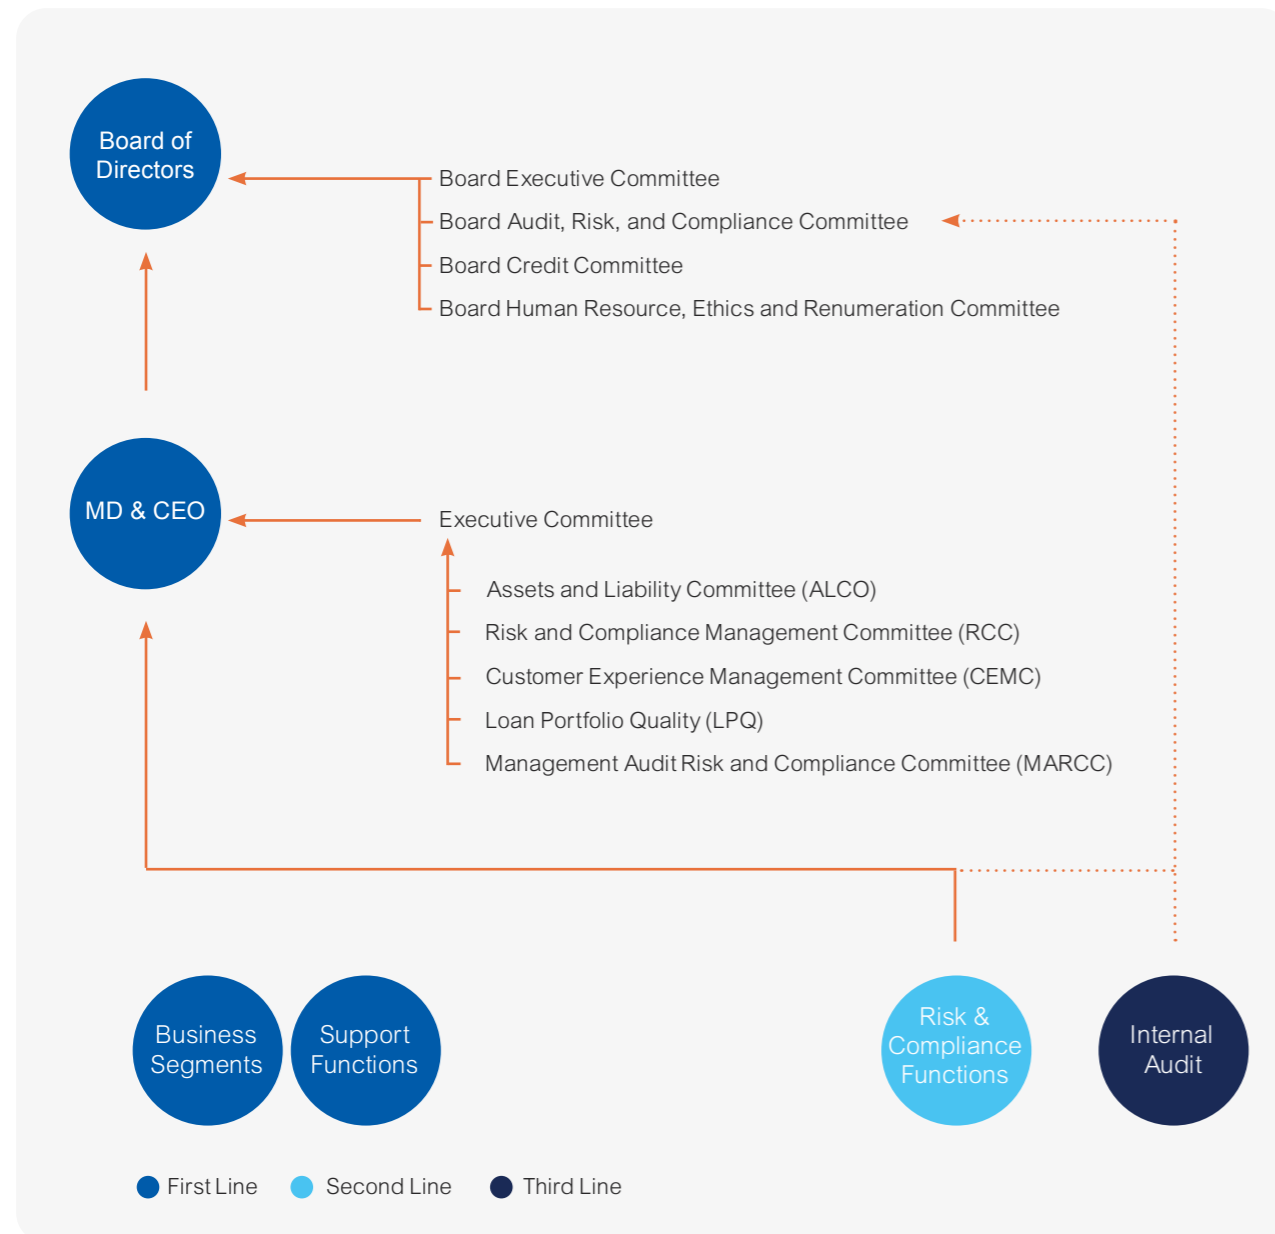 Board of
Directors
Board Executive Committee
Board Audit, Risk, and Compliance Committee
Board Credit Committee
Board Human Resource, Ethics and Renumeration Committee
MD & CEO
Executive Committee
Assets and Liability Committee (ALCO)
Risk and Compliance Management Committee (RCC)
Customer Experience Management Committee (CEMC)
Loan Portfolio Quality (LPQ)
Management Audit Risk and Compliance Committee (MARCC)
Business
Segments
Support
Functions
Risk &
Compliance
Functions
Internal
Audit
First Line
Second Line
Third Line